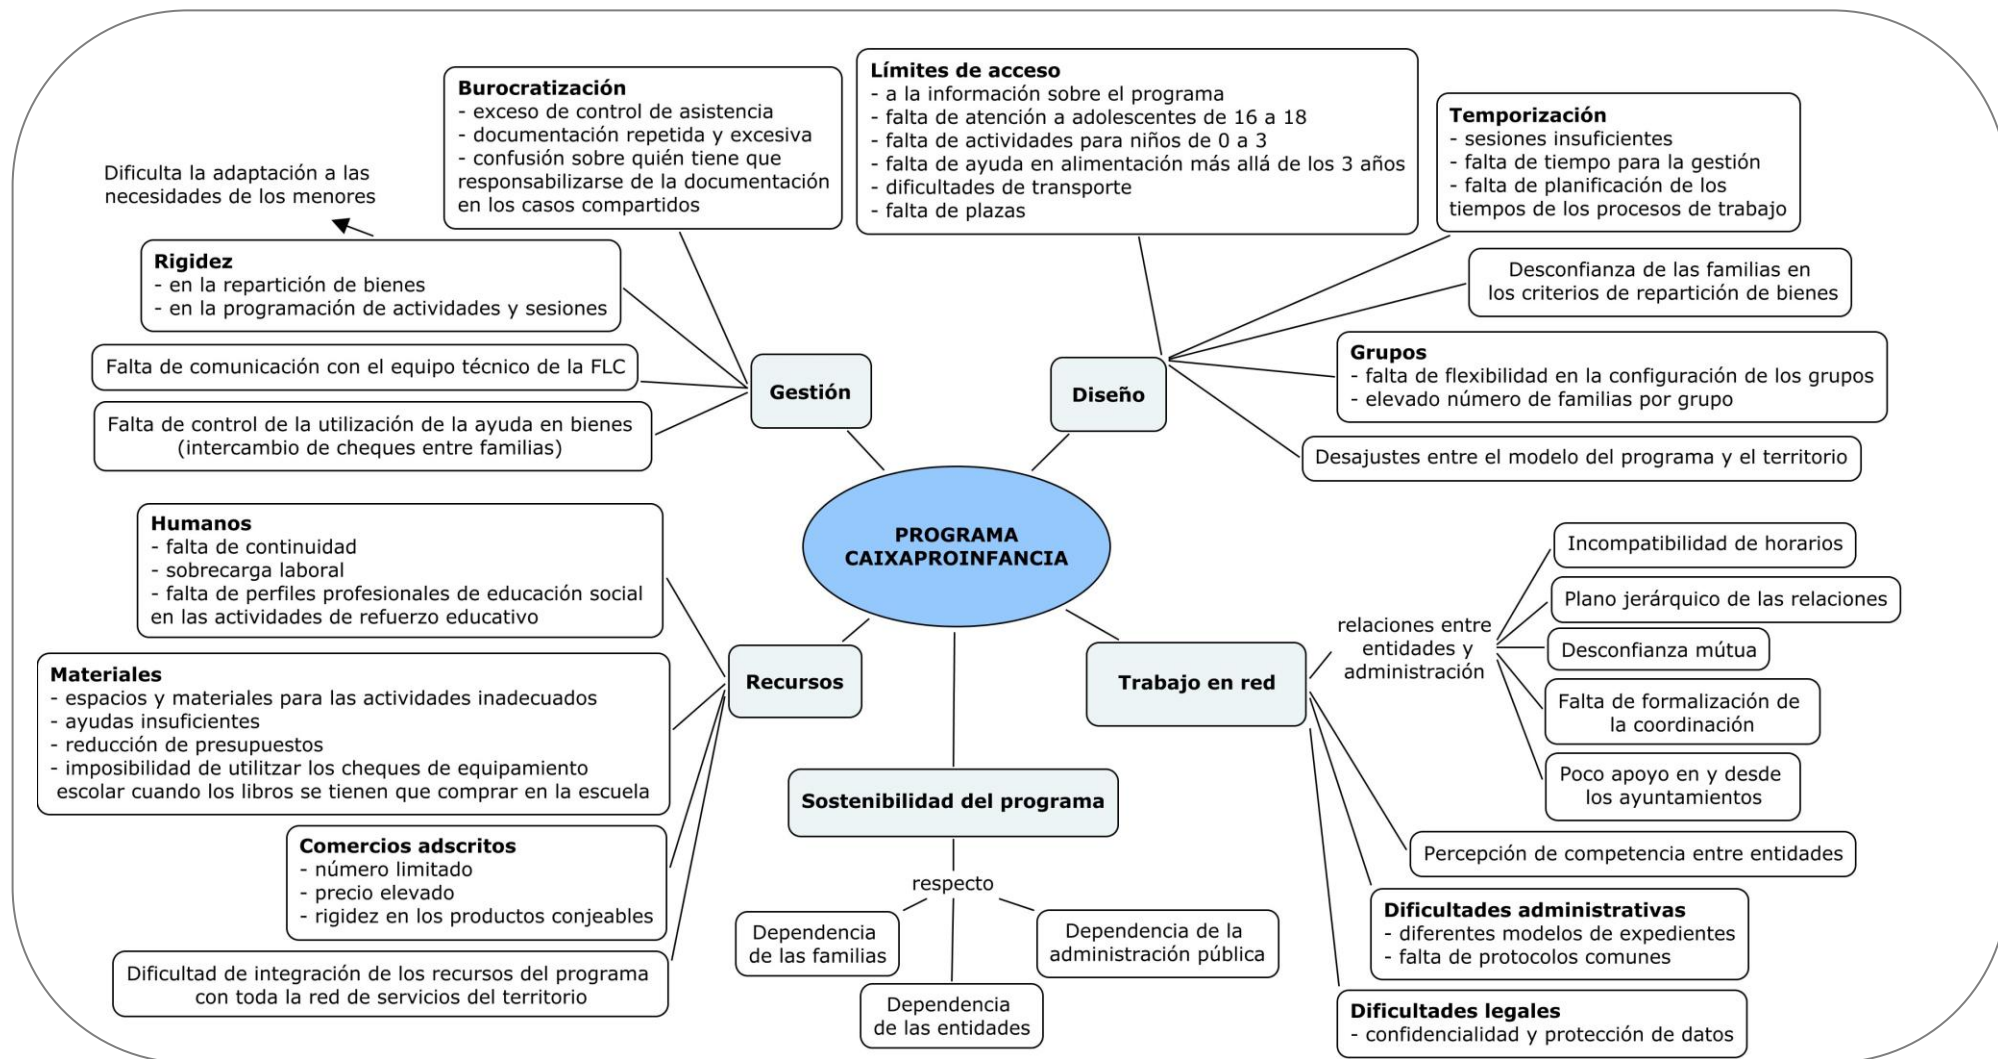 Burocratización
- exceso de control de asistencia
- documentación repetida y excesiva
- confusión sobre quién tiene que
responsabilizarse de la documentación
en los casos compartidos
Límites de acceso
- a la información sobre el programa
- falta de atención a adolescentes de 16 a 18
- falta de actividades para niños de 0 a 3
- falta de ayuda en alimentación más allá de los 3 años
- dificultades de transporte
- falta de plazas
Temporización
- sesiones insuficientes
- falta de tiempo para la gestión
- falta de planificación de los
tiempos de los procesos de trabajo
Dificulta la adaptación a las
necesidades de los menores
Rigidez
- en la repartición de bienes
- en la programación de actividades y sesiones
Desconfianza de las familias en
los criterios de repartición de bienes
Falta de comunicación con el equipo técnico de la FLC
Gestión
Diseño
Grupos
- falta de flexibilidad en la configuración de los grupos
- elevado número de familias por grupo
Falta de control de la utilización de la ayuda en bienes
(intercambio de cheques entre familias)
Desajustes entre el modelo del programa y el territorio
PROGRAMA
CAIXAPROINFANCIA
Humanos
- falta de continuidad
- sobrecarga laboral
- falta de perfiles profesionales de educación social
en las actividades de refuerzo educativo
Incompatibilidad de horarios
Plano jerárquico de las relaciones
relaciones entre
entidades y
administración
Desconfianza mútua
Falta de formalización de
la coordinación
Poco apoyo en y desde
los ayuntamientos
Recursos
Trabajo en red
Materiales
- espacios y materiales para las actividades inadecuados
- ayudas insuficientes
- reducción de presupuestos
- imposibilidad de utilitzar los cheques de equipamiento
escolar cuando los libros se tienen que comprar en la escuela
Sostenibilidad del programa
Comercios adscritos
- número limitado
- precio elevado
- rigidez en los productos conjeables
Percepción de competencia entre entidades
respecto
Dependencia
de las familias
Dependencia de la
administración pública
Dependencia
de las entidades
Dificultades administrativas
- diferentes modelos de expedientes
- falta de protocolos comunes
Dificultad de integración de los recursos del programa
con toda la red de servicios del territorio
Dificultades legales
- confidencialidad y protección de datos